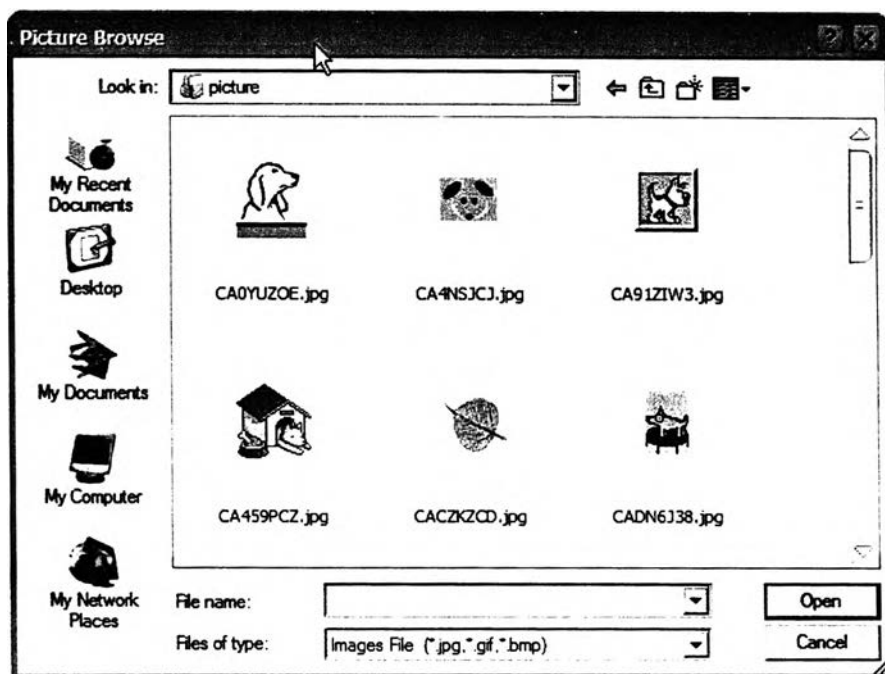 Picture Browse
Look in:
picture
My Recent
Documents
Desktop
My Documents
My Computer
My Network
Places
CA0YUZOE.jpg
CA4NSJCJ.jpg
CA91ZIW3.jpg
CA459PCZ.jpg
CACZKZCD.jpg
CADN6J38.jpg
File name:
Open
Files of type:
Images File (*.jpg,*.gif,*.bmp)
Cancel